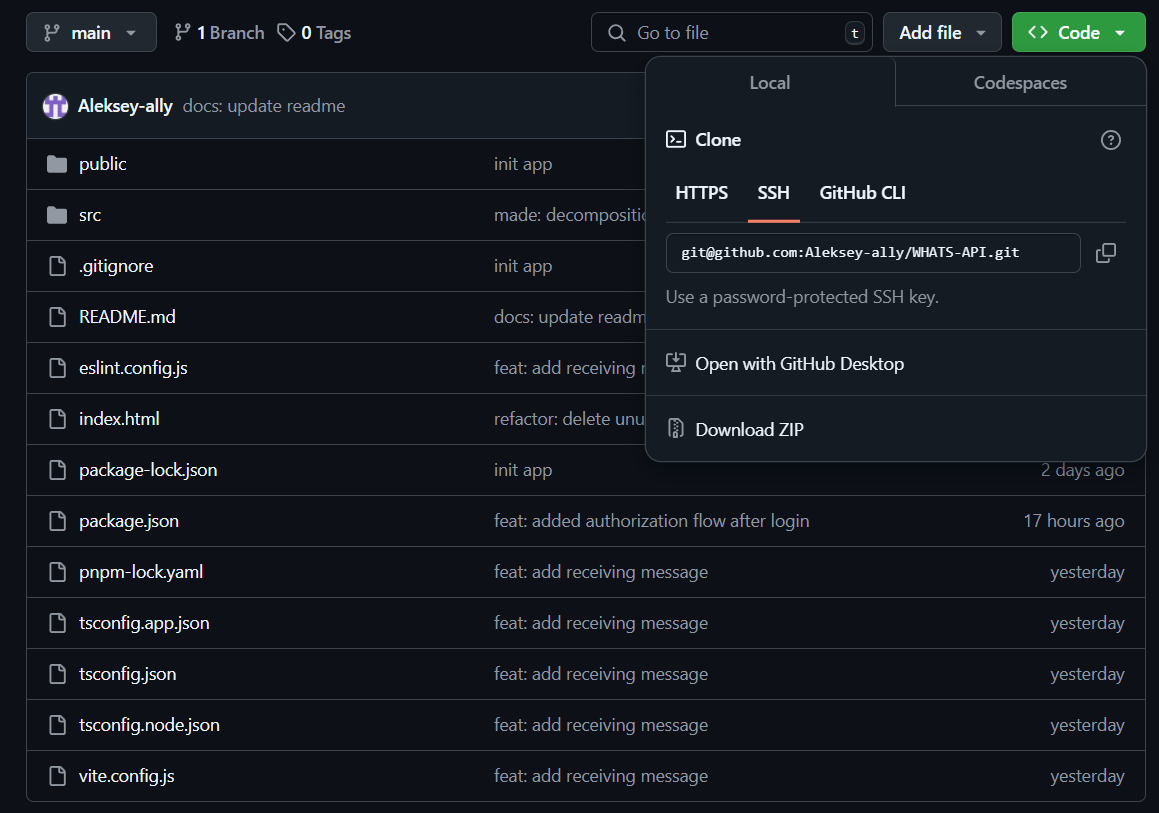 main 1 Branch 0 Tags Go to file t Add file Code
Local Codespaces
Aleksey-ally docs: update readme
Clone
public init app
HTTPS SSH GitHub CLI
src made:
git@github.com:Aleksey-ally/WHATS-API.git
.gitignore init app
Use a password-protected SSH key.
README.md docs: update
eslint.config.js feat: add receiving
Open with GitHub Desktop
index.html refactor: delete
Download ZIP
package-lock.json init app 2 days ago
package.json feat: added authorization flow after login 17 hours ago
pnpm-lock.yaml feat: add receiving message yesterday
tsconfig.app.json feat: add receiving message yesterday
tsconfig.json feat: add receiving message yesterday
tsconfig.node.json feat: add receiving message yesterday
vite.config.js feat: add receiving message yesterday